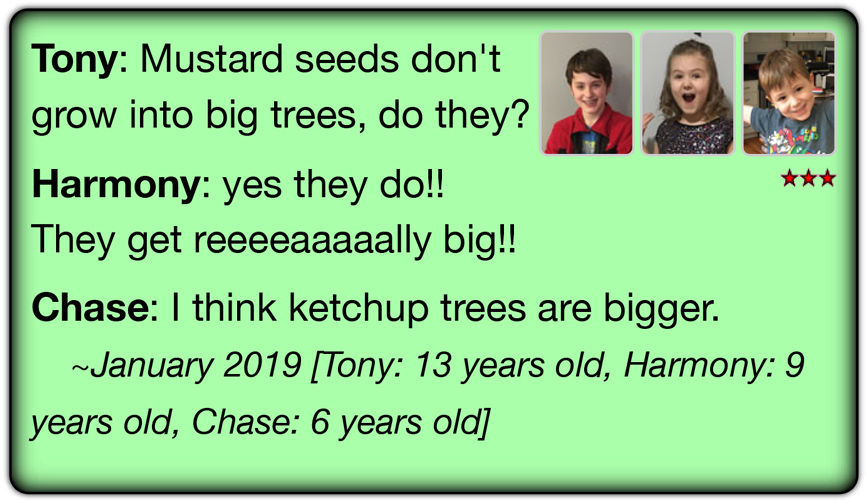 Tony: Mustard seeds don't
grow into big trees, do they?
Harmony: yes they do!!
They get reeeeaaaaally big!!
Chase: I think ketchup trees are bigger.
~January 2019 [Tony: 13 years old, Harmony: 9
years old, Chase: 6 years old]